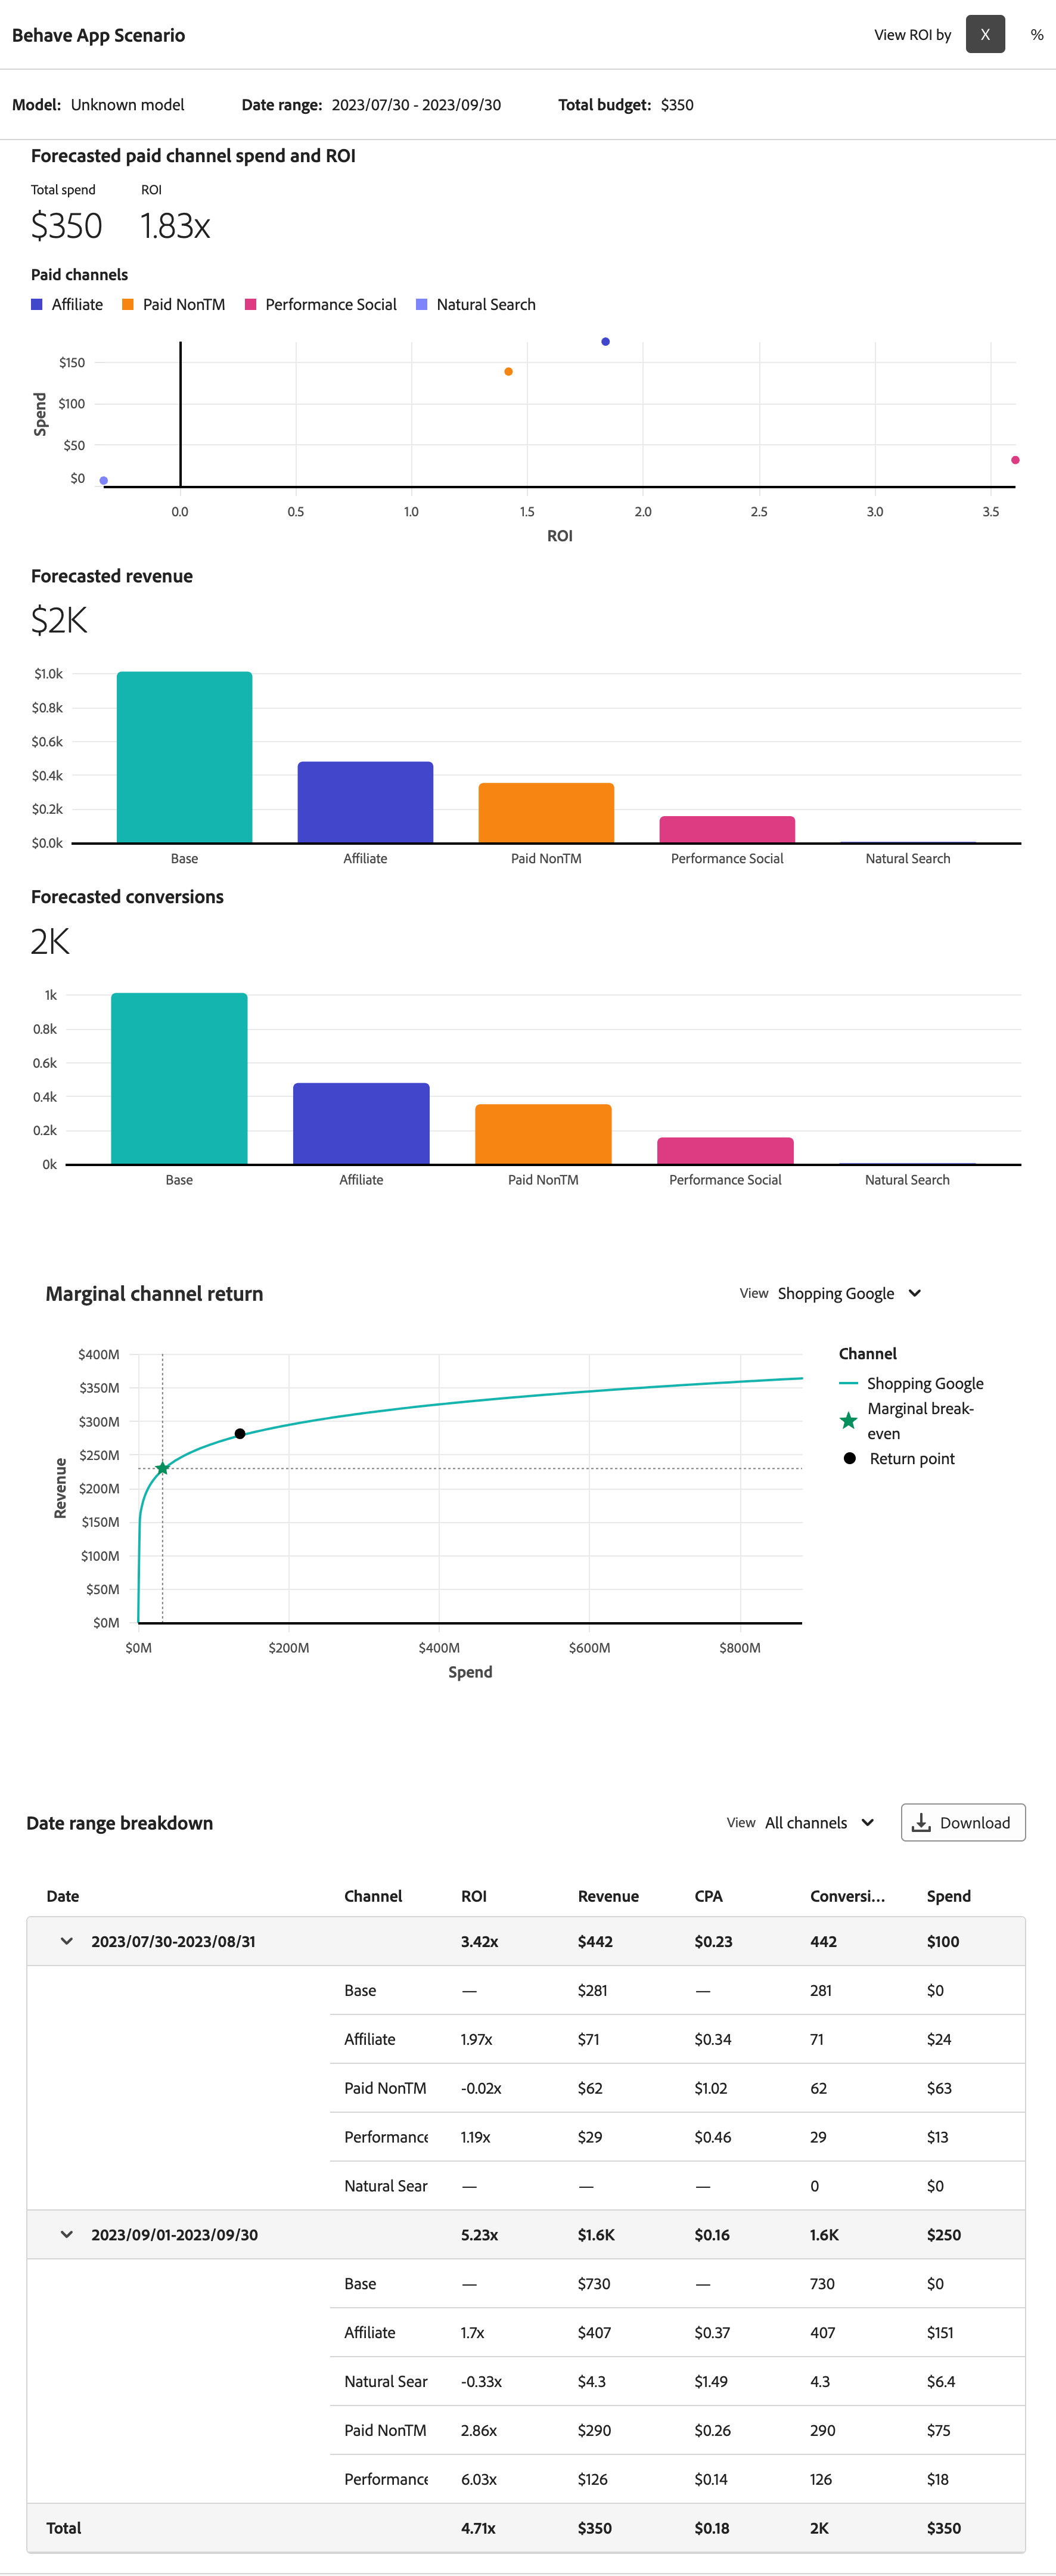 Behave App Scenario
View ROI by X %
Model: Unknown model Date range: 2023/07/30 - 2023/09/30 Total budget: $350
Forecasted paid channel spend and ROI
Total spend ROI
$350 1.83x
Paid channels
Affiliate Paid NonTM Performance Social Natural Search
$150
$100
$50
$0
Spend
0.0 0.5 1.0 1.5 2.0 2.5 3.0 3.5
ROI
Forecasted revenue
$2K
$1.0k
$0.8k
$0.6k
$0.4k
$0.2k
$0.0k
Base Affiliate Paid NonTM Performance Social Natural Search
Forecasted conversions
2K
1k
0.8k
0.6k
0.4k
0.2k
0k
Base Affiliate Paid NonTM Performance Social Natural Search
Marginal channel return
View Shopping Google
$400M
$350M
$300M
$250M
$200M
$150M
$100M
$50M
$0M
Revenue
$0M $200M $400M $600M $800M
Spend
Channel
Shopping Google
Marginal break-
even
Return point
Date range breakdown
View All channels Download
Date Channel ROI Revenue CPA Conversi... Spend
2023/07/30-2023/08/31 3.42x $442 $0.23 442 $100
Base — $281 — 281 $0
Affiliate 1.97x $71 $0.34 71 $24
Paid NonTM -0.02x $62 $1.02 62 $63
Performance 1.19x $29 $0.46 29 $13
Natural Sear — — — 0 $0
2023/09/01-2023/09/30 5.23x $1.6K $0.16 1.6K $250
Base — $730 — 730 $0
Affiliate 1.7x $407 $0.37 407 $151
Natural Sear -0.33x $4.3 $1.49 4.3 $6.4
Paid NonTM 2.86x $290 $0.26 290 $75
Performance 6.03x $126 $0.14 126 $18
Total 4.71x $350 $0.18 2K $350